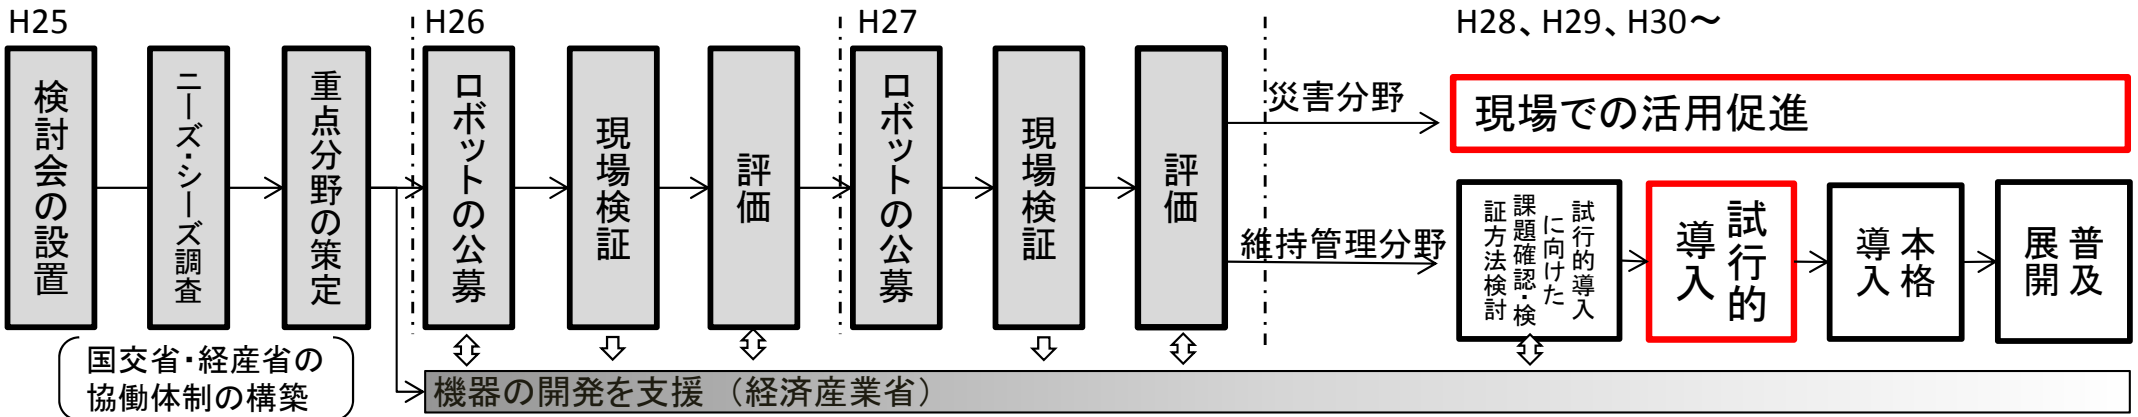 H25
H26
H27
H28、H29、H30～
検討会の設置
ニーズ・シーズ調査
重点分野の策定
ロボットの公募
現場検証
評価
ロボットの公募
現場検証
評価
災害分野
現場での活用促進
維持管理分野
試行的導入
に向けた
課題確認・検
証方法検討
試行的
導入
本格
導入
普及
展開
国交省・経産省の
協働体制の構築
機器の開発を支援 （経済産業省）